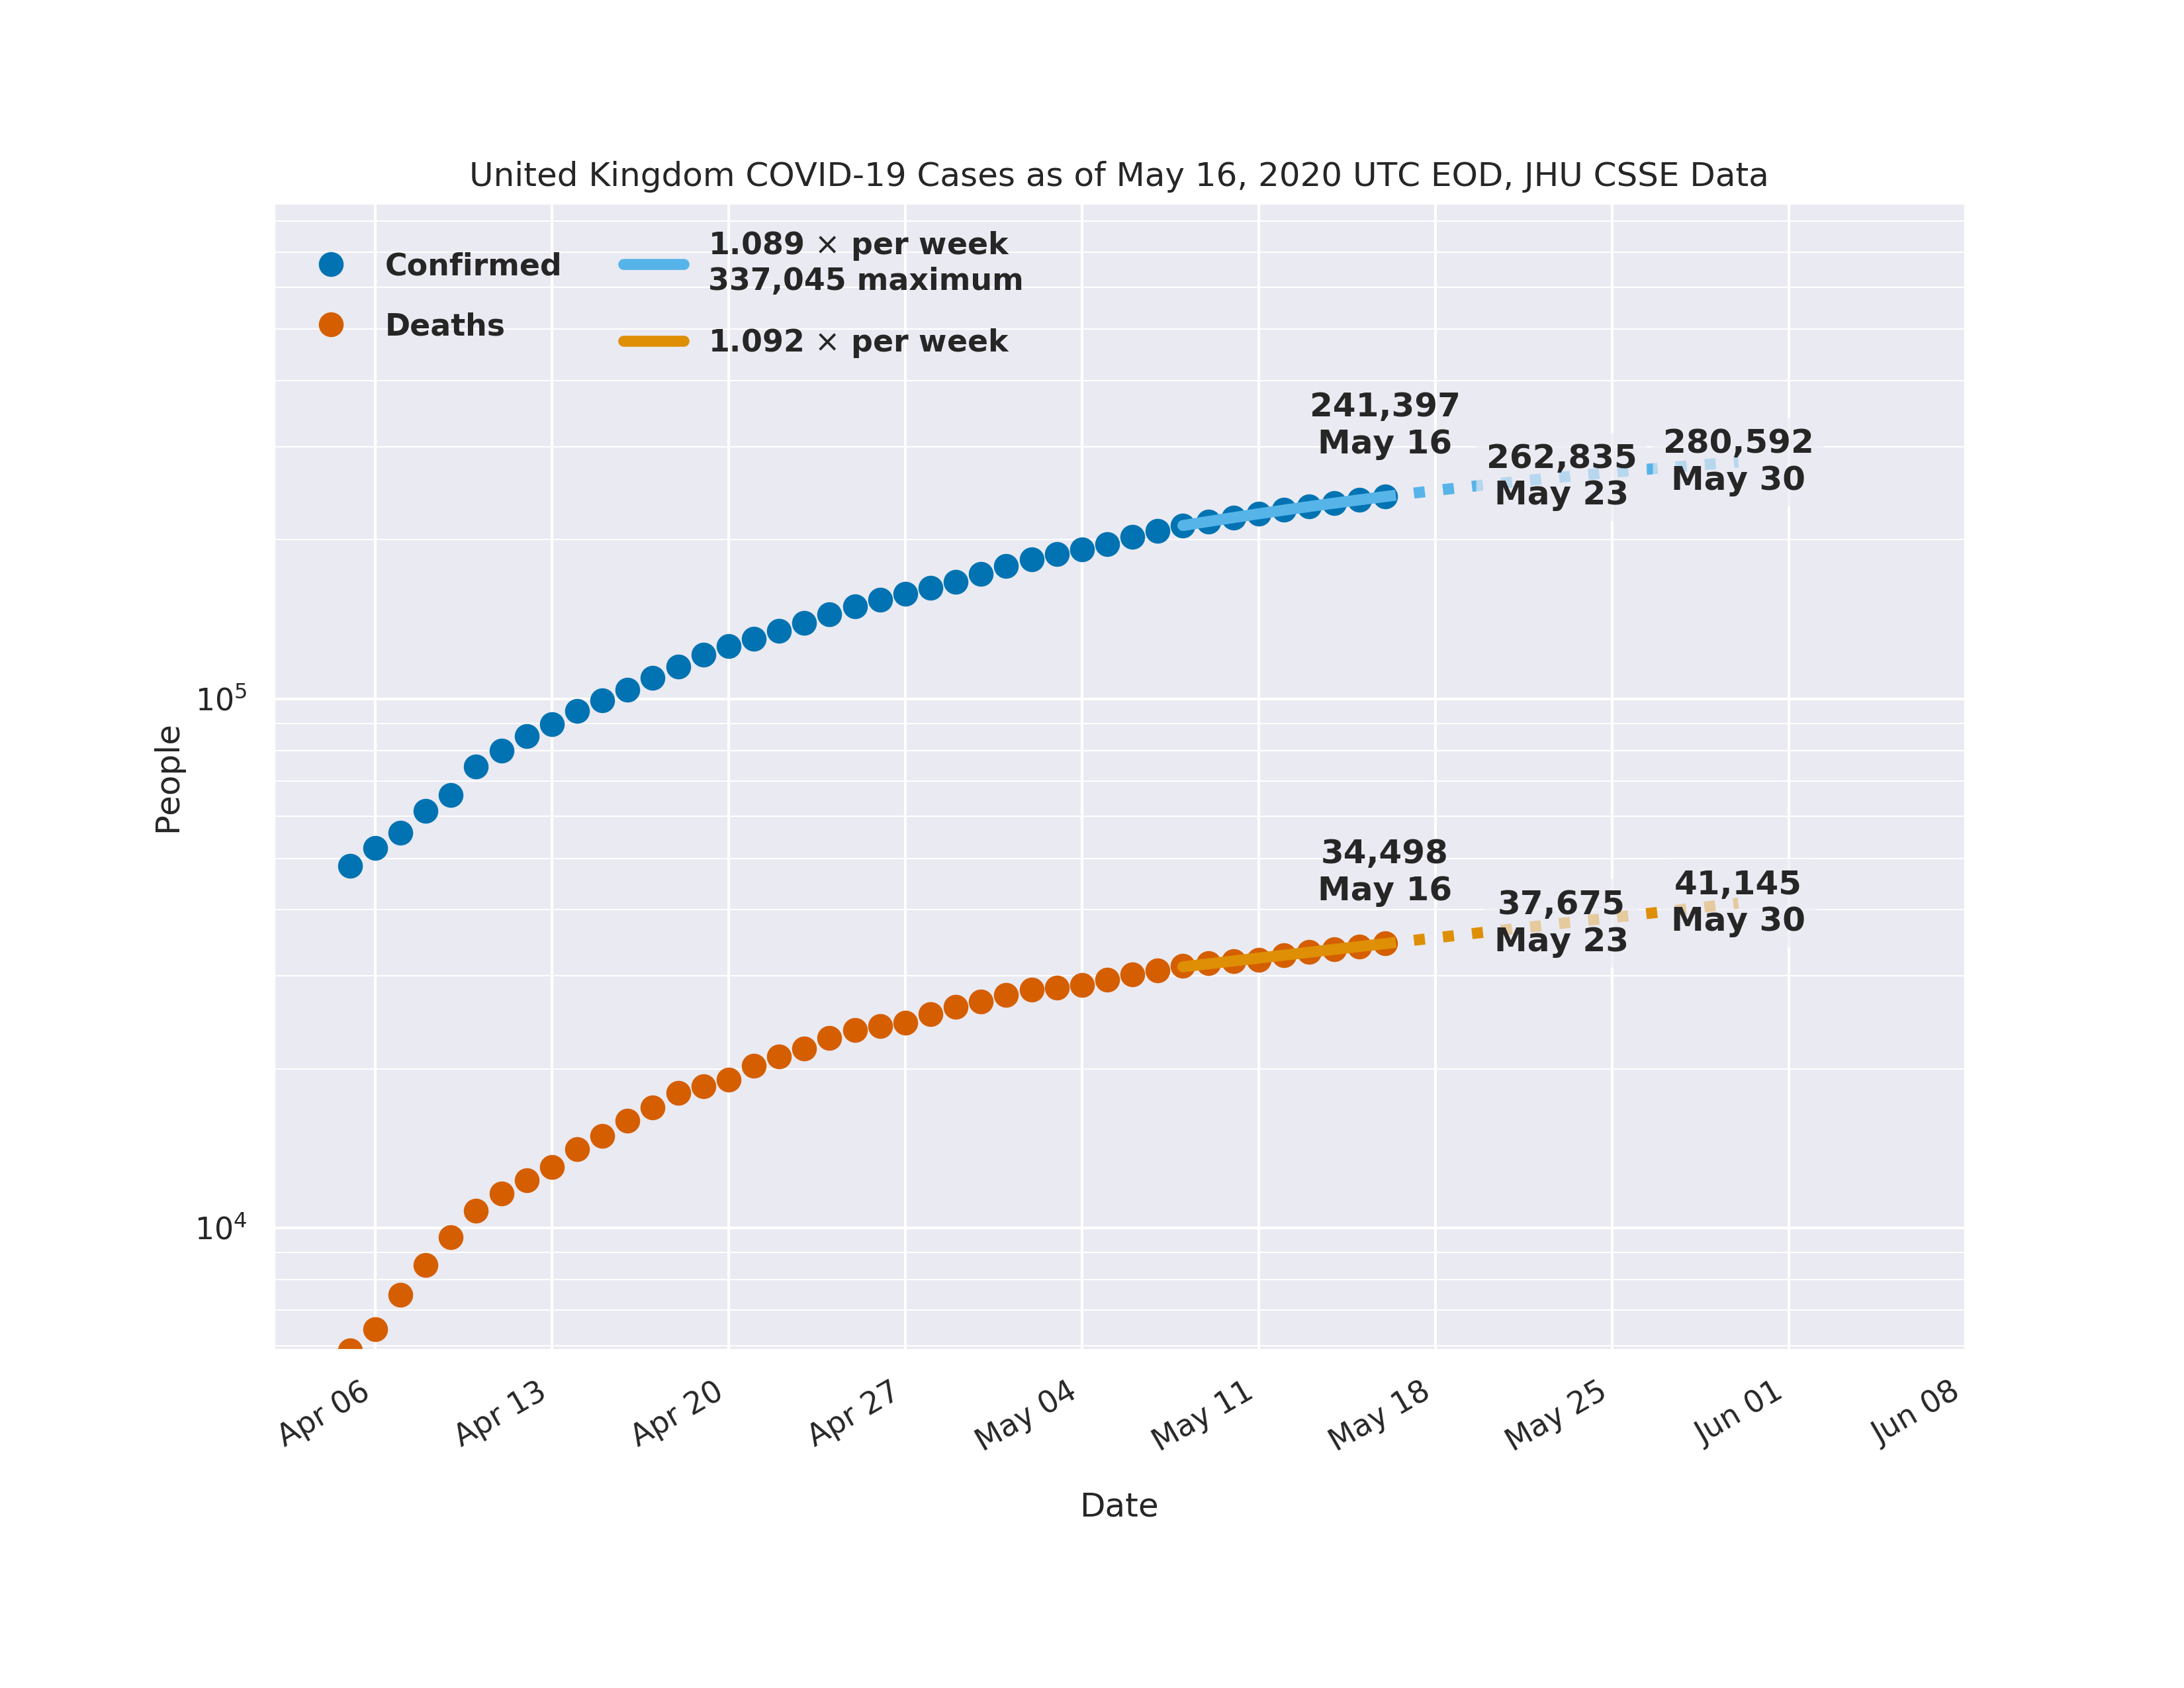 United Kingdom COVID-19 Cases as of May 16, 2020 UTC EOD, JHU CSSE Data
Confirmed
Deaths
1.089 × per week
337,045 maximum
1.092 × per week
241,397
May 16
262,835
May 23
280,592
May 30
34,498
May 16
37,675
May 23
41,145
May 30
People
10⁵
10⁴
Apr 06
Apr 13
Apr 20
Apr 27
May 04
May 11
May 18
May 25
Jun 01
Jun 08
Date